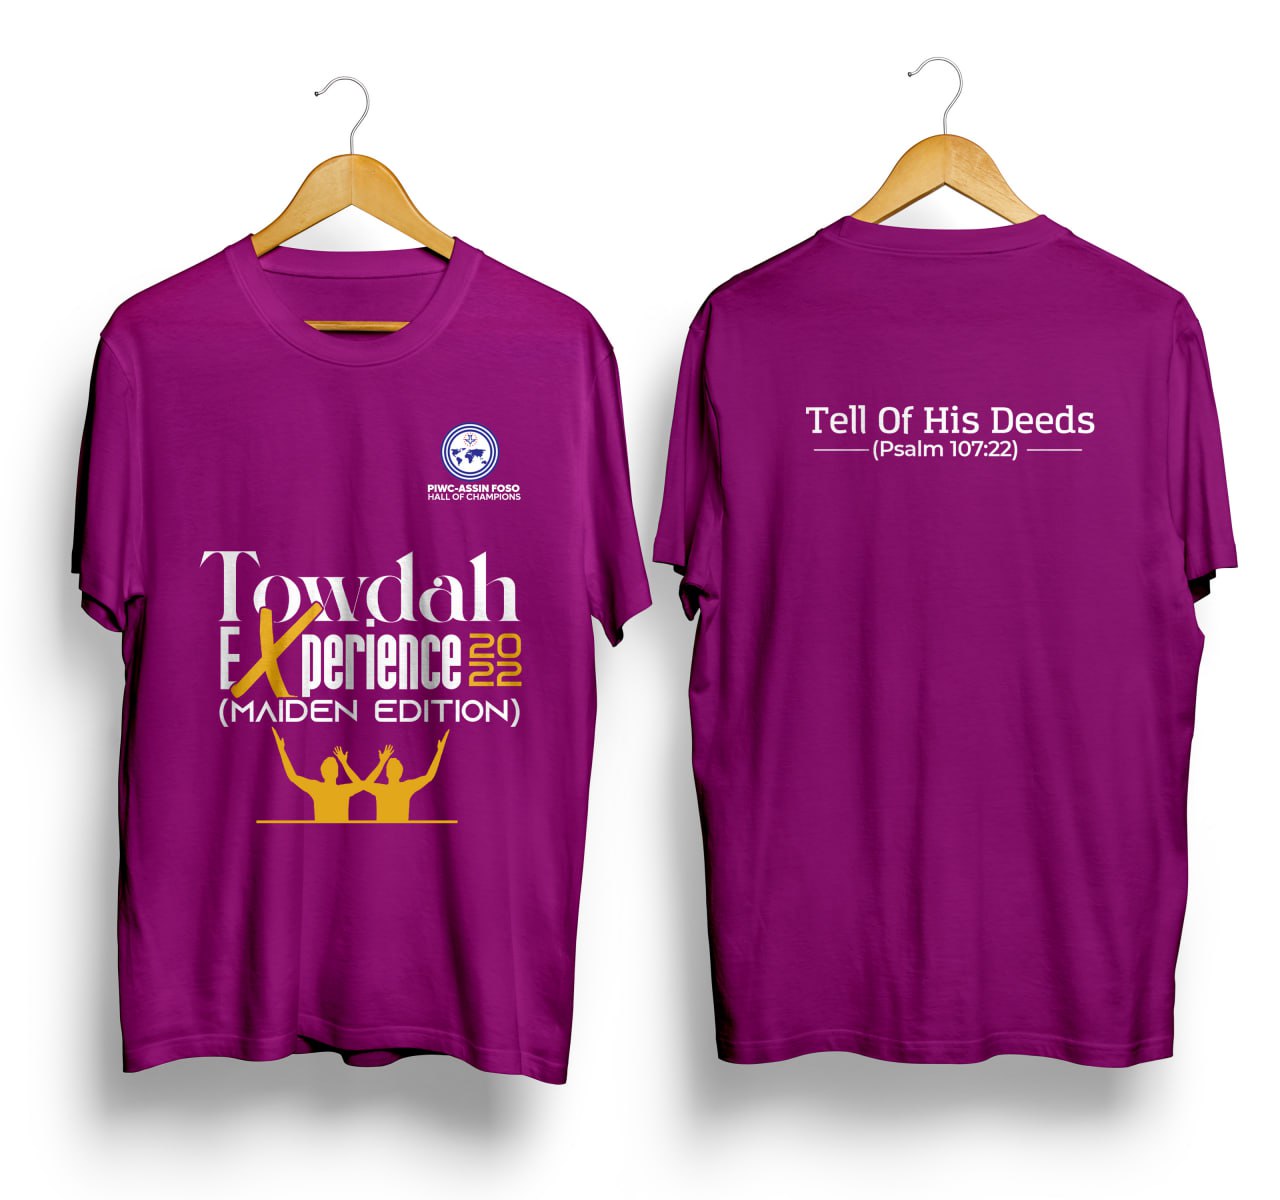 PIWC-ASSIN FOSO
HALL OF CHAMPIONS
Towdah
EXperience 2022
(MAIDEN EDITION)
Tell Of His Deeds
(Psalm 107:22)